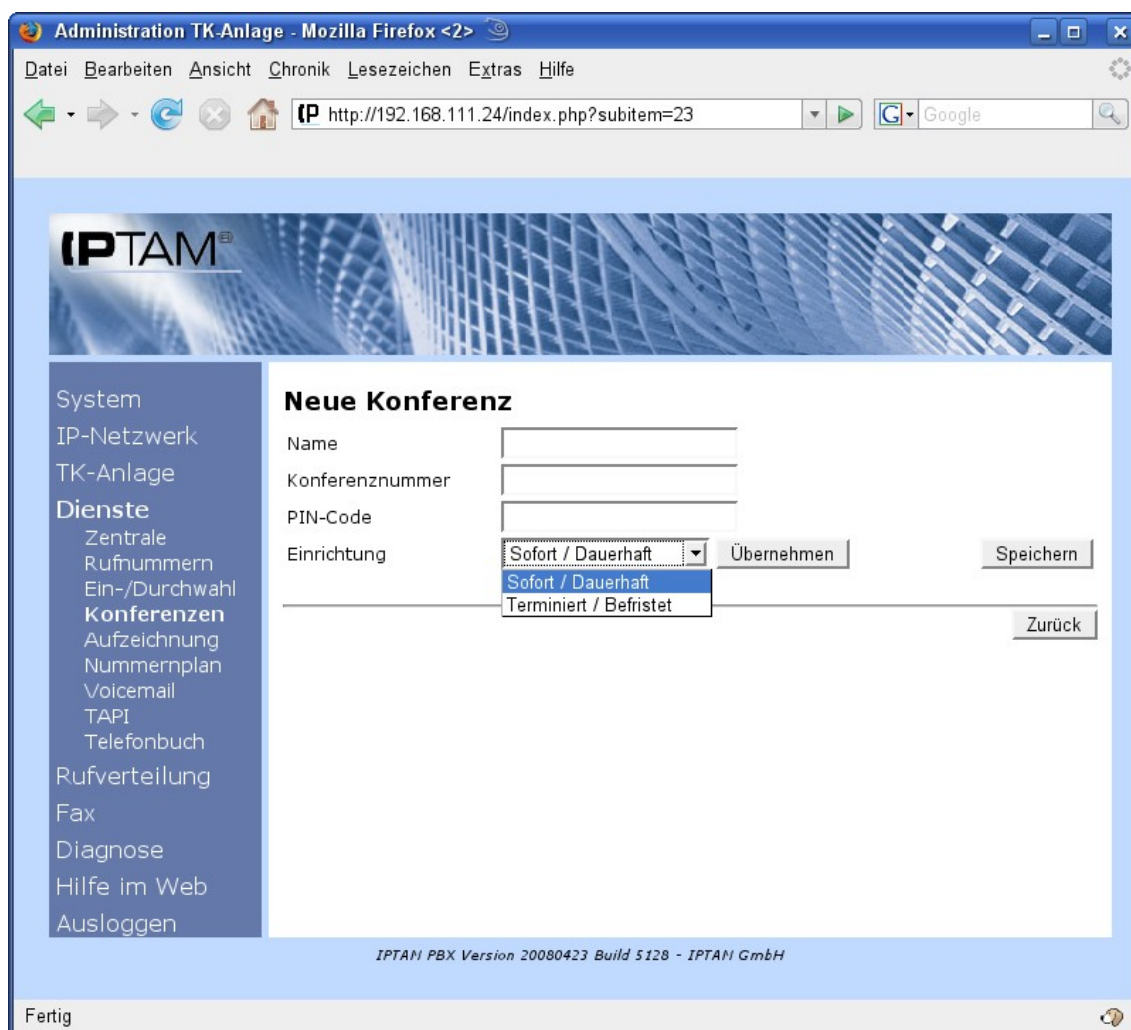 Administration TK-Anlage - Mozilla Firefox <2>
Datei Bearbeiten Ansicht Chronik Lesezeichen Extras Hilfe
http://192.168.111.24/index.php?subitem=23
Google
IPTAM®
System
IP-Netzwerk
TK-Anlage
Dienste
Zentrale
Rufnummern
Ein-/Durchwahl
Konferenzen
Aufzeichnung
Nummernplan
Voicemail
TAPI
Telefonbuch
Rufverteilung
Fax
Diagnose
Hilfe im Web
Ausloggen
Neue Konferenz
Name
Konferenznummer
PIN-Code
Einrichtung Sofort / Dauerhaft Übernehmen Speichern
Sofort / Dauerhaft
Terminiert / Befristet
Zurück
IPTAM PBX Version 20080423 Build 5128 - IPTAM GmbH
Fertig